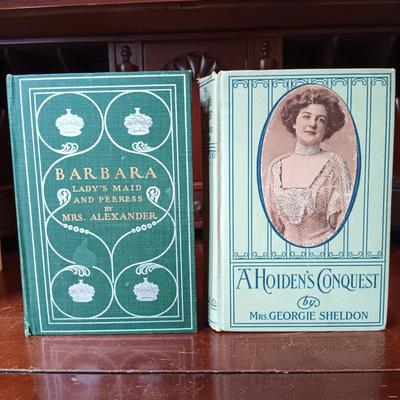 BARBARA
LADY'S MAID
AND PEERESS
BY
MRS. ALEXANDER
A HOIDEN'S CONQUEST
by
MRS. GEORGIE SHELDON